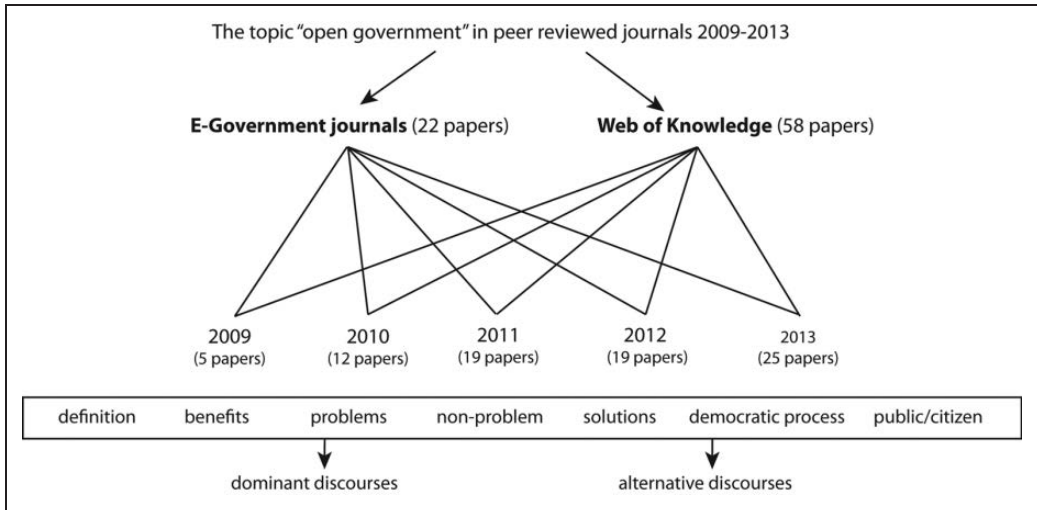 The topic “open government” in peer reviewed journals 2009-2013
E-Government journals (22 papers) Web of Knowledge (58 papers)
2009 2010 2011 2012 2013
(5 papers) (12 papers) (19 papers) (19 papers) (25 papers)
definition benefits problems non-problem solutions democratic process public/citizen
dominant discourses alternative discourses